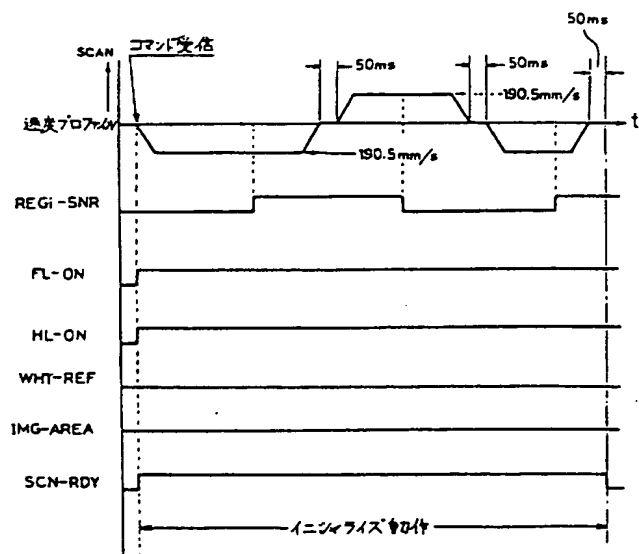 50ms
SCAN
コマンド受信
50ms
50ms
190.5mm/s
速度プロファイル
t
190.5mm/s
REGi-SNR
FL-ON
HL-ON
WHT-REF
IMG-AREA
SCN-RDY
イニシャライズ動作